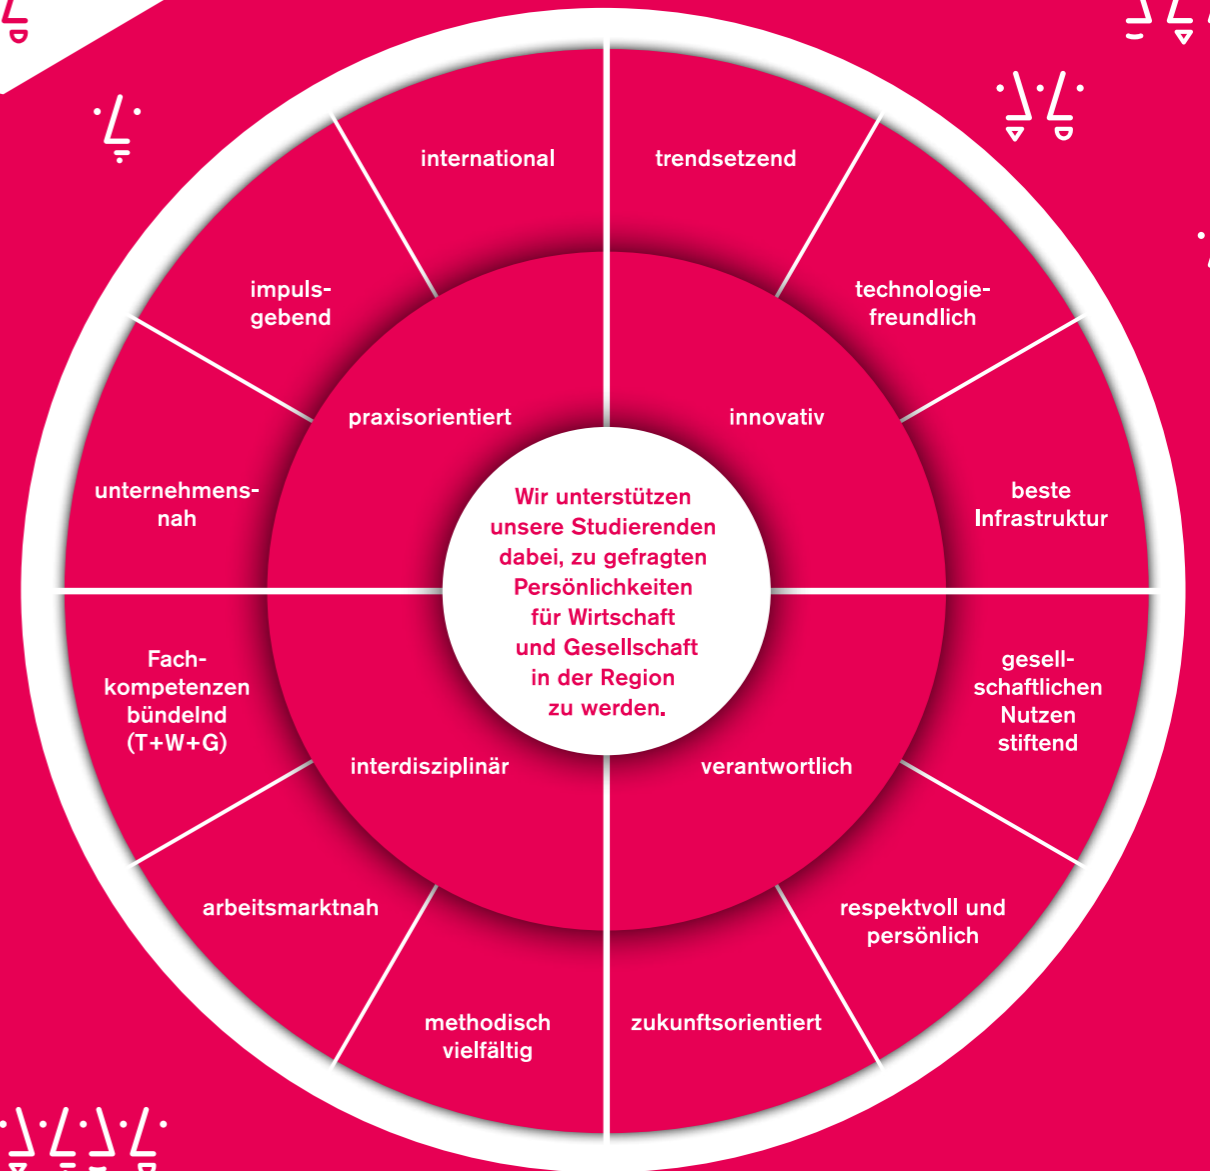 international
trendsetzend
impuls-
gebend
technologie-
freundlich
praxisorientiert
innovativ
unternehmens-
nah
beste
Infrastruktur
Wir unterstützen
unsere Studierenden
dabei, zu gefragten
Persönlichkeiten
für Wirtschaft
und Gesellschaft
in der Region
zu werden.
Fach-
kompetenzen
bündelnd
(T+W+G)
gesell-
schaftlichen
Nutzen
stiftend
interdisziplinär
verantwortlich
arbeitsmarktnah
respektvoll und
persönlich
methodisch
vielfältig
zukunftsorientiert